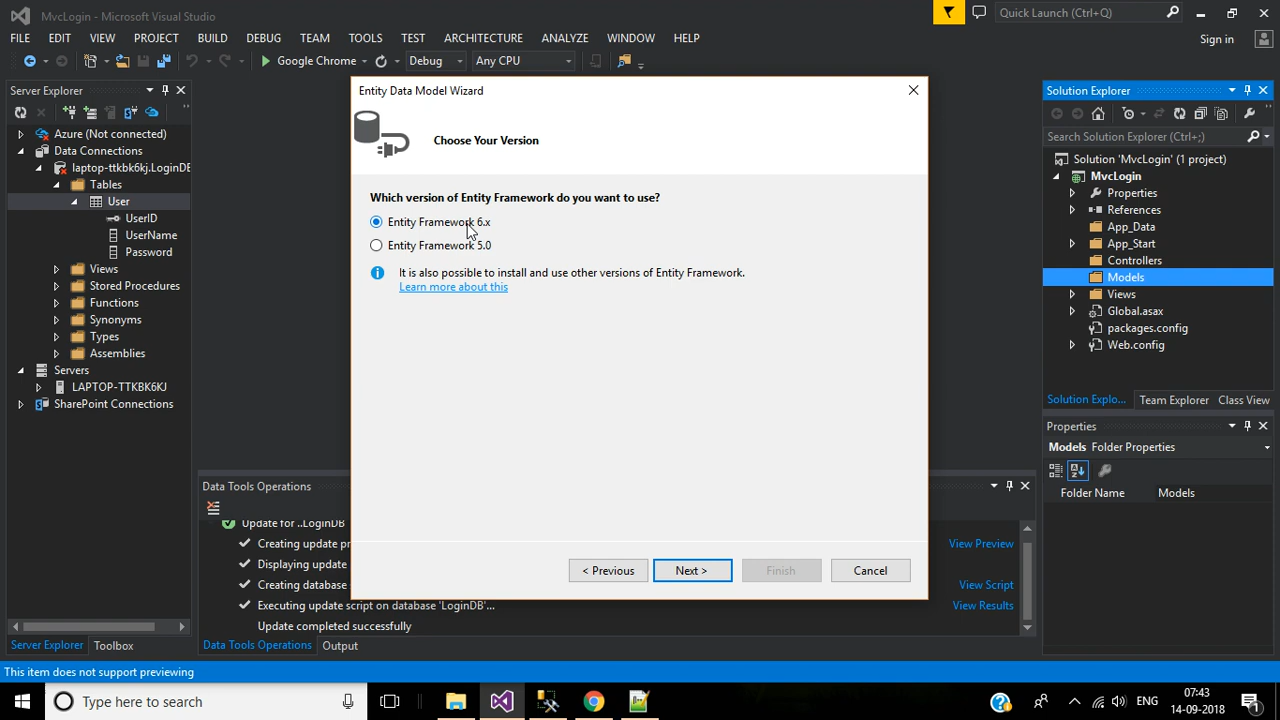 MvcLogin - Microsoft Visual Studio
Quick Launch (Ctrl+Q)
FILE EDIT VIEW PROJECT BUILD DEBUG TEAM TOOLS TEST ARCHITECTURE ANALYZE WINDOW HELP
Sign in
Google Chrome Debug Any CPU
Server Explorer
Azure (Not connected)
Data Connections
laptop-ttkbk6kj.LoginDB
Tables
User
UserID
UserName
Password
Views
Stored Procedures
Functions
Synonyms
Types
Assemblies
Servers
LAPTOP-TTKBK6KJ
SharePoint Connections
Server Explorer Toolbox
Entity Data Model Wizard
Choose Your Version
Which version of Entity Framework do you want to use?
Entity Framework 6.x
Entity Framework 5.0
It is also possible to install and use other versions of Entity Framework.
Learn more about this
< Previous Next > Finish Cancel
Data Tools Operations
Update for ..LoginDB
Creating update pr
View Preview
Displaying update
Creating database
View Script
Executing update script on database 'LoginDB'...
View Results
Update completed successfully
Data Tools Operations Output
Solution Explorer
Search Solution Explorer (Ctrl+;)
Solution 'MvcLogin' (1 project)
MvcLogin
Properties
References
App_Data
App_Start
Controllers
Models
Views
Global.asax
packages.config
Web.config
Solution Explo... Team Explorer Class View
Properties
Models Folder Properties
Folder Name Models
This item does not support previewing
Type here to search
ENG
07:43
14-09-2018
1